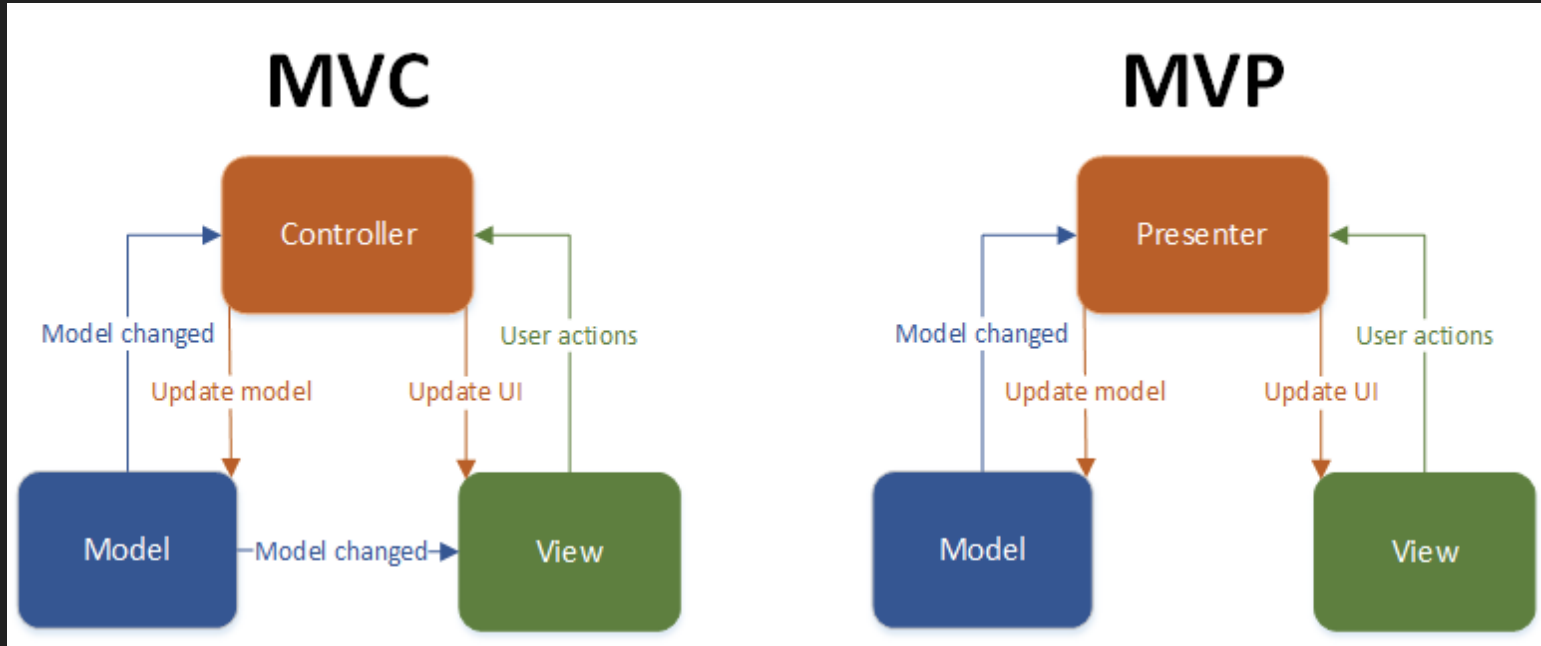 MVC
Controller
Model changed
User actions
Update model
Update UI
Model
Model changed
View
MVP
Presenter
Model changed
User actions
Update model
Update UI
Model
View